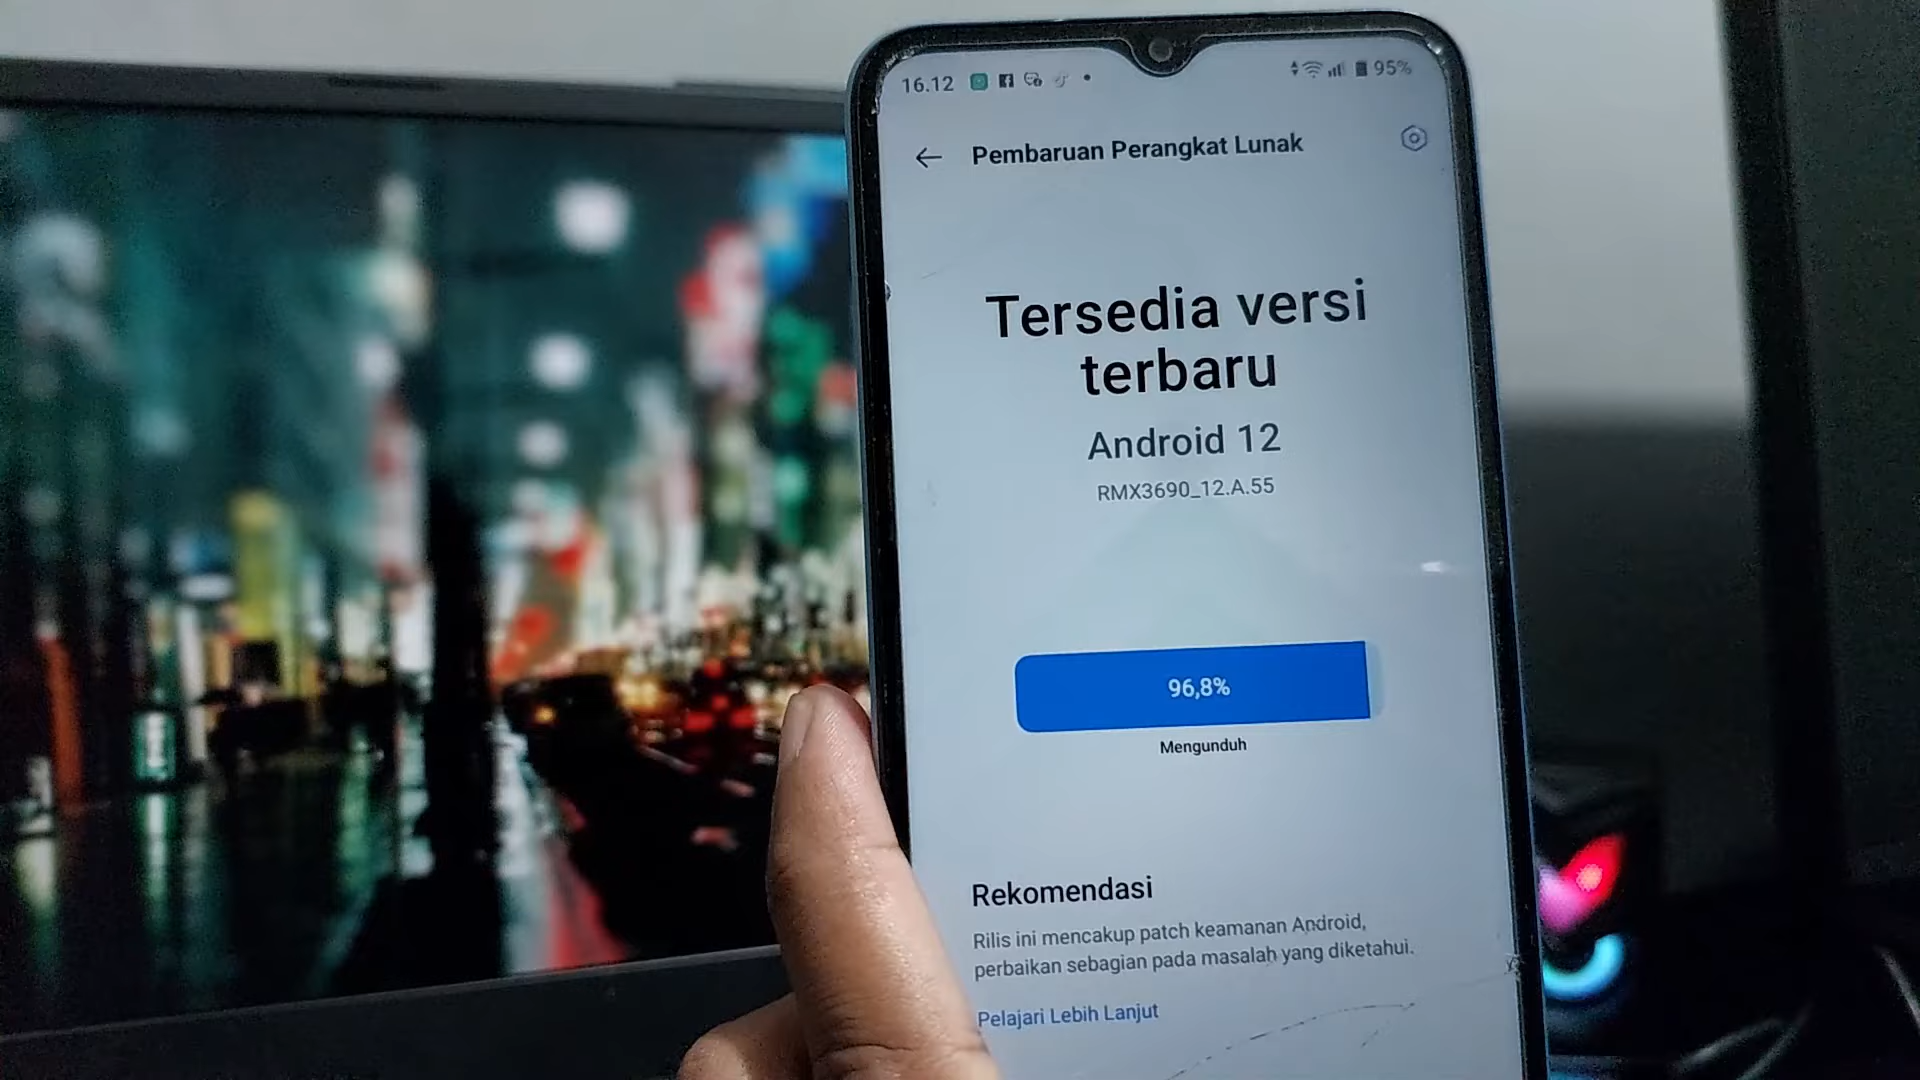 16.12 95%
Pembaruan Perangkat Lunak
Tersedia versi
terbaru
Android 12
RMX3690_12.A.55
96,8%
Mengunduh
Rekomendasi
Rilis ini mencakup patch keamanan Android,
perbaikan sebagian pada masalah yang diketahui.
Pelajari Lebih Lanjut